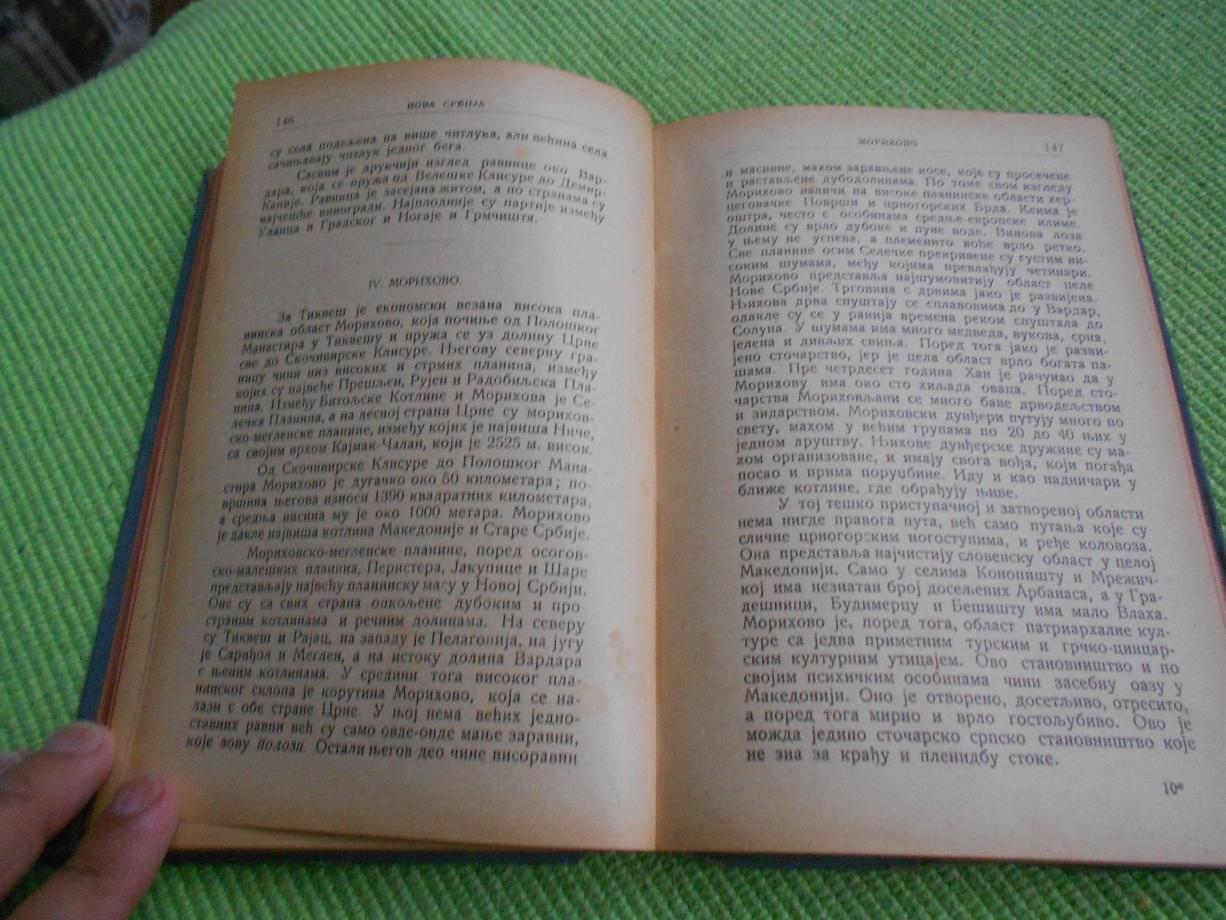 146
НОВА СРБИЈА
су села подељена на више читлука, али већина села
сачињавају читлук једног бега.
Сасвим је друкчији изглед равнице око Вар-
дара, која се пружа од Велешке Клисуре до Демир-
Капије. Равница је засејана житом, а по странама су
најчешће виногради. Најплодније су партије између
Уланца и Градског и Ногаје и Грмчишта.
IV. МОРИХОВО.
За Тиквеш је економски везана висока пла-
нинска област Морихово, која почиње од Полошког
Манастира у Тиквешу и пружа се уз долину Црне
све до Скочивирске Клисуре. Његову северну гра-
ницу чини низ високих и стрмих планина, између
којих су највеће Прешљен, Рујен и Радобиљска Пла-
нина. Између Битољске Котлине и Морихова је Се-
лечка Планина, а на десној страни Црне су морихов-
ско-мегленске планине, између којих је највиша Ниче,
са својим врхом Кајмак-Чалан, који је 2525 м. висок.
Од Скочивирске Клисуре до Полошког Мана-
стира Морихово је дугачко око 50 километара; по-
вршина његова износи 1390 квадратних километара,
а средња висина му је око 1000 метара. Морихово
је дакле највиша котлина Македоније и Старе Србије.
Мориховско-мегленске планине, поред осогов-
ско-малешких планина, Перистера, Јакупице и Шаре
представљају највећу планинску масу у Новој Србији.
Оне су са свих страна опкољене дубоким и про
страним котлинама и речним долинама. На северу
су Тиквеш и Рајац, на западу је Пелагонија, на југу
је Сариђол и Меглен, а на истоку долина Вардара
с њеним котлинама. У средини тога високог пла-
нинског склопа је корутина Морихово, која се на-
лази с обе стране Црне. У њој нема већих једно-
ставних равни већ су само овде-онде мање заравни,
које зову полози. Остали његов део чине висоравни
МОРИХОВО
147
и масивне, махом заравњене косе, које су просечене
и растављене дубодолинама. По томе свом изгледу
Морихово наличи на високе планинске области хер-
цеговачке Површи и црногорских Брда. Клима је
оштра, често с особинама средње-европске климе.
Долине су врло дубоке и пуне воде. Винова лоза
у њему не успева, а племенито воће врло ретко.
Све планине осим Селечке прекривене су густим ви-
соким шумама, међу којима превлађују четинари.
Морихово представља најшумовитији област целе
Нове Србије. Трговина с дрвима јако је развијена.
Њихова дрва спуштају се сплавовима до у Вардар,
одакле су се у ранија времена реком спуштала до
Солуна. У шумама има много медведа, вукова, срна,
јелена и дивљих свиња. Поред тога јако је разви-
јено сточарство, јер је цела област врло богата па-
шама. Пре четрдесет година Хан је рачунао да у
Морихову има око сто хиљада оваца. Поред сто-
чарства Мориховљани се много баве дрводељством
и зидарством. Мориховски дунђери путују много по
свету, махом у већим групама по 20 до 40 њих у
једном друштву. Њихове дунђерске дружине су ма-
хом организоване, и имају свога вођа, који погађа
посао и прима поруџбине. Иду и као надничари у
ближе котлине, где обрађују њиве.
У тој тешко приступачној и затвореној области
нема нигде правога пута, већ само путања које су
сличне црногорским ногоступима, и ређе коловоза.
Она представља најчистију словенску област у целој
Македонији. Само у селима Конопишту и Мрежич-
кој има незнатан број досељених Арбанаса, а у Гра-
дешници, Будимерцу и Бешишту има мало Влаха.
Морихово је, поред тога, област патриархалне кул-
туре са једва приметним турским и грчко-цинцар-
ским културним утицајем. Ово становништво и по
својим психичким особинама чини засебну оазу у
Македонији. Оно је отворено, досетљиво, отресито,
а поред тога мирно и врло гостољубиво. Ово је
можда једино сточарско српско становништво које
не зна за крађу и пленидбу стоке.
10*